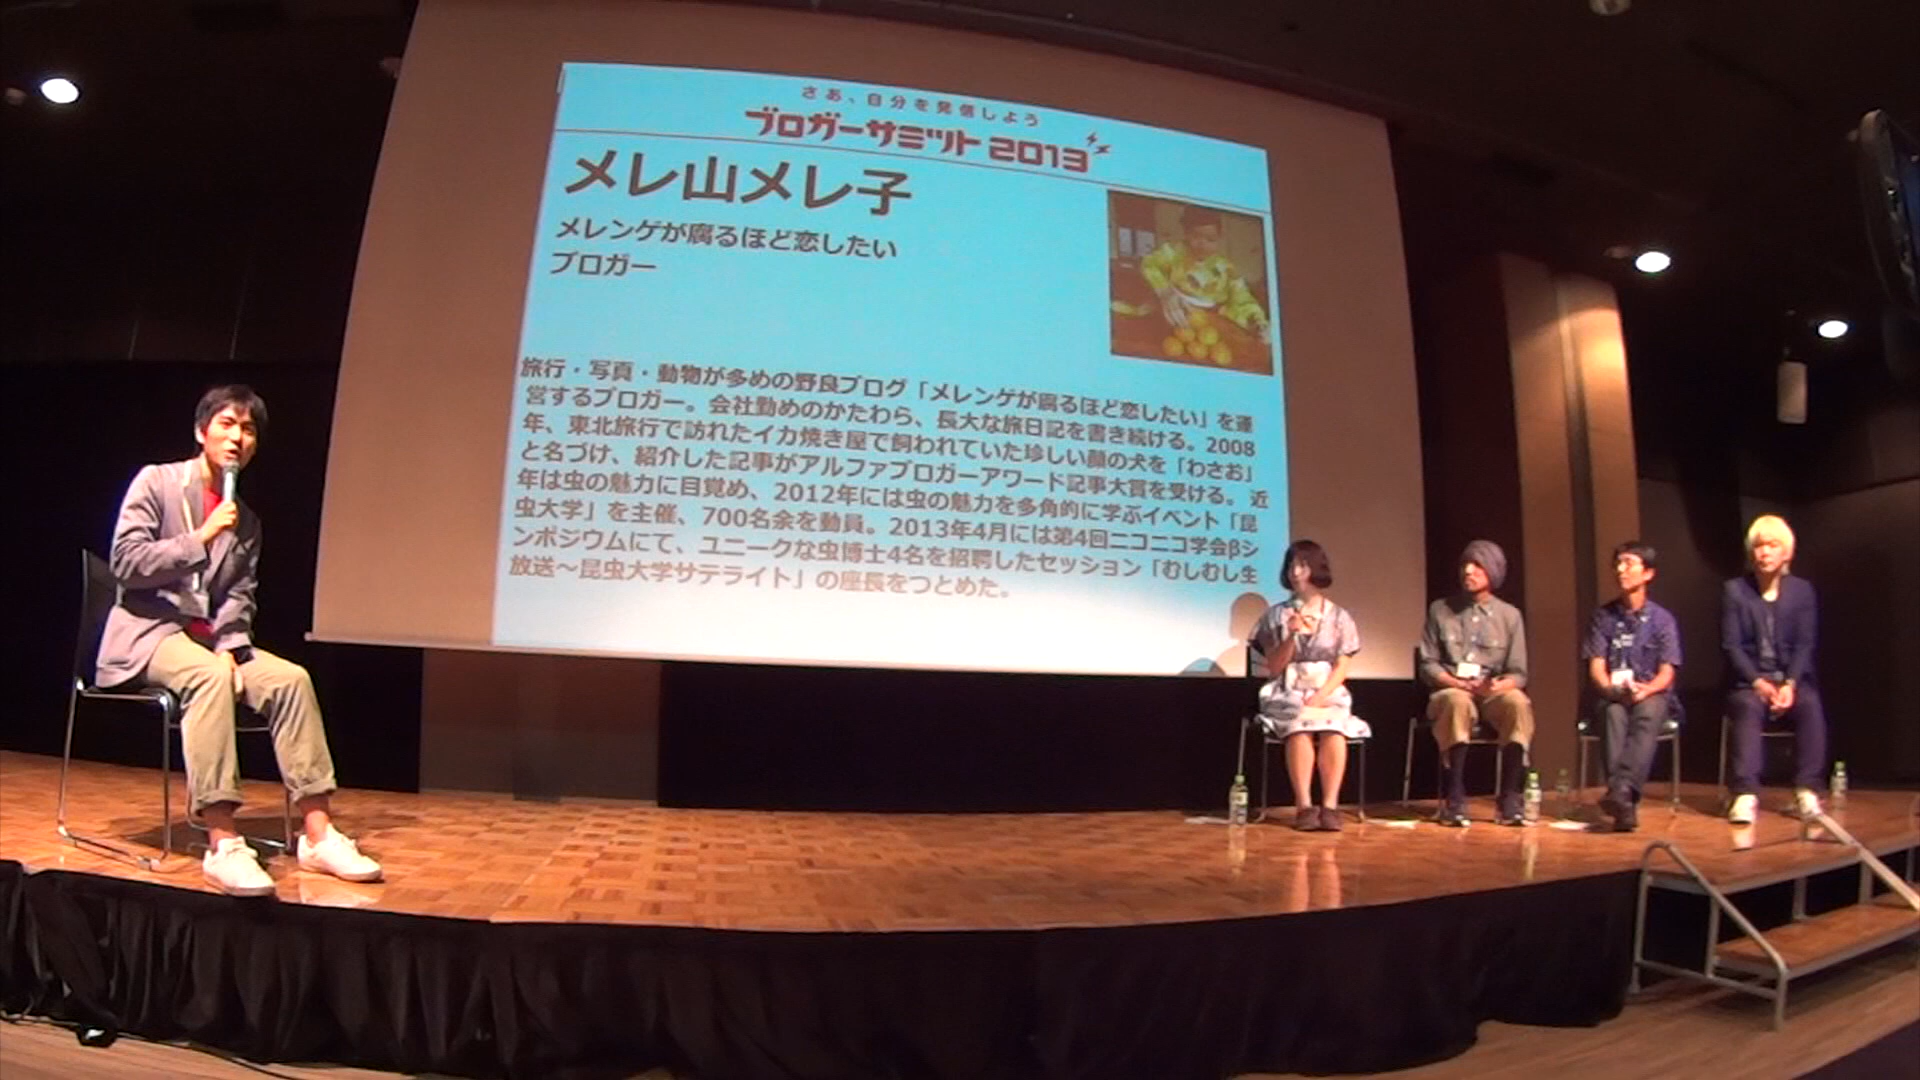 さあ、自分を発信しよう
ブロガーサミット 2013
メレ山メレ子
メレンゲが腐るほど恋したい
ブロガー
旅行・写真・動物が多めの野良ブログ「メレンゲが腐るほど恋したい」を運
営するブロガー。会社勤めのかたわら、長大な旅日記を書き続ける。2008
年、東北旅行で訪れたイカ焼き屋で飼われていた珍しい顔の犬を「わさお」
と名づけ、紹介した記事がアルファブロガーアワード記事大賞を受ける。 近
年は虫の魅力に目覚め、2012年には虫の魅力を多角的に学ぶイベント「昆
虫大学」を主催、700名余を動員。2013年4月には第4回ニコニコ学会βシ
ンポジウムにて、ユニークな虫博士4名を招聘したセッション「むしむし生
放送～昆虫大学サテライト」の座長をつとめた。